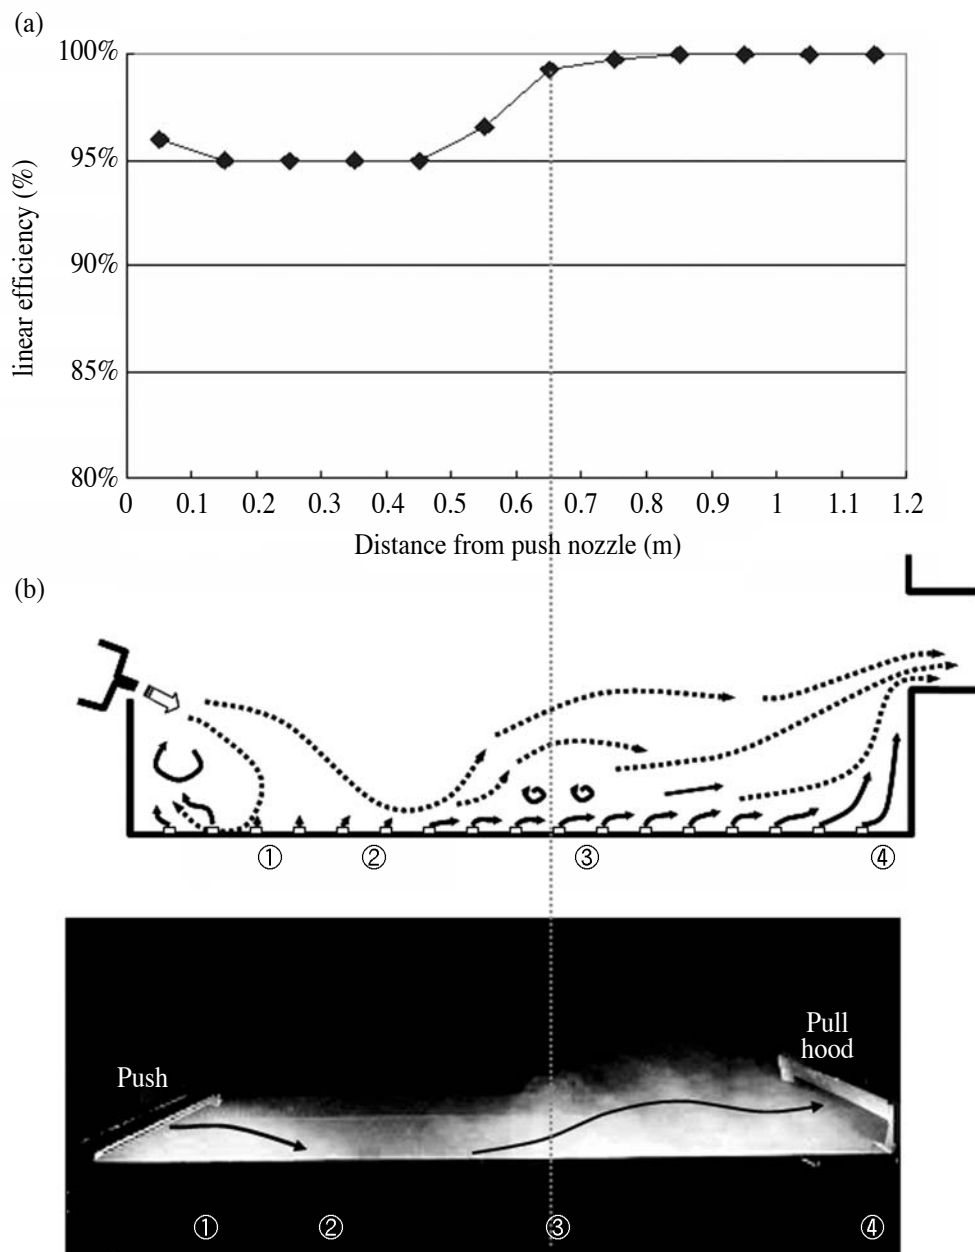 (a)
100%
95%
90%
85%
80%
linear efficiency (%)
0 0.1 0.2 0.3 0.4 0.5 0.6 0.7 0.8 0.9 1 1.1 1.2
Distance from push nozzle (m)
(b)
① ② ③ ④
Pull
hood
Push
① ② ③ ④